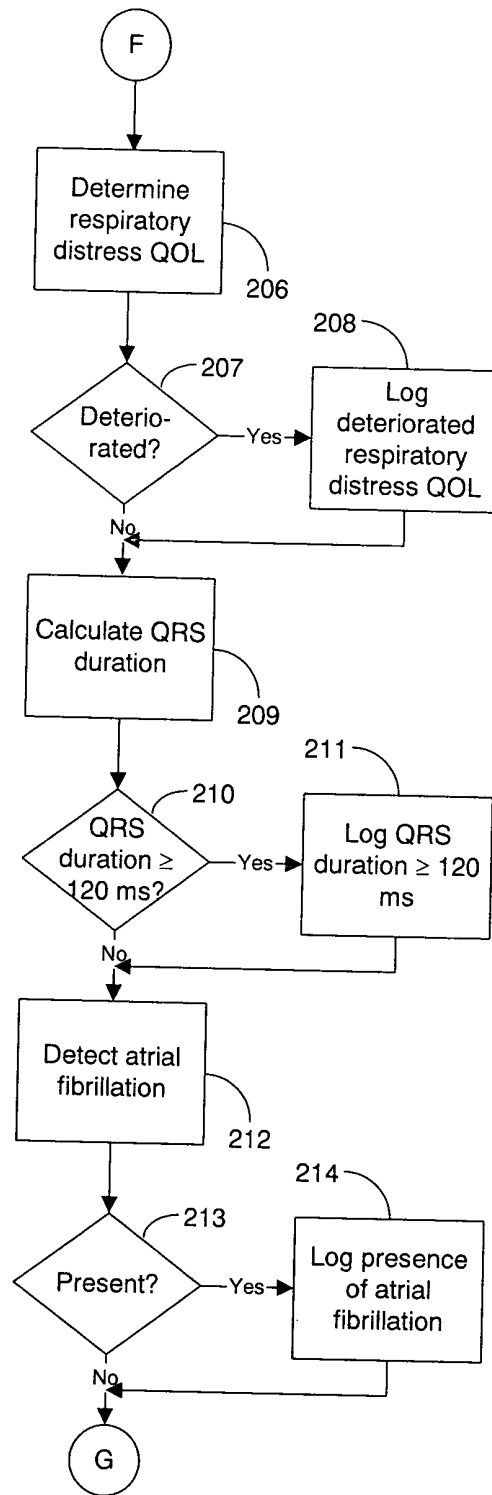 F
Determine
respiratory
distress QOL
206
207
208
Deterio-
rated?
Yes
Log
deteriorated
respiratory
distress QOL
No
Calculate QRS
duration
209
210
211
QRS
duration ≥
120 ms?
Yes
Log QRS
duration ≥ 120
ms
No
Detect atrial
fibrillation
212
213
214
Present?
Yes
Log presence
of atrial
fibrillation
No
G